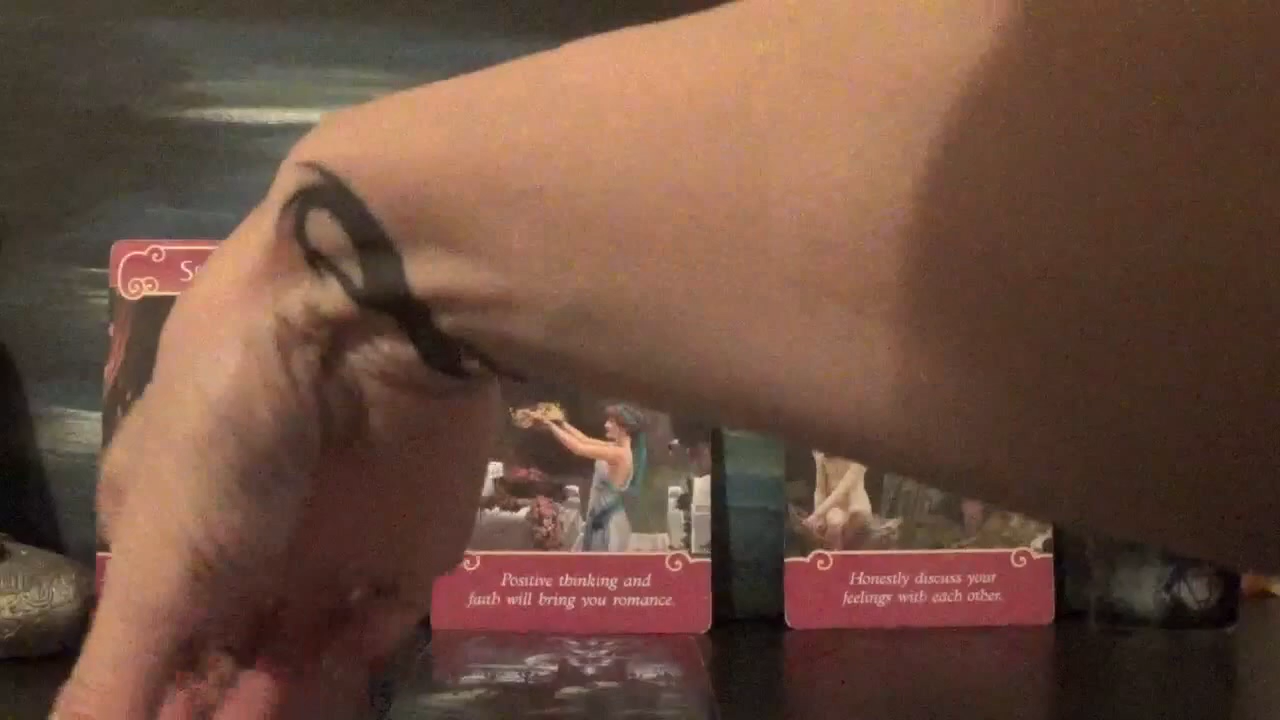 Positive thinking and
faith will bring you romance.
Honestly discuss your
feelings with each other.